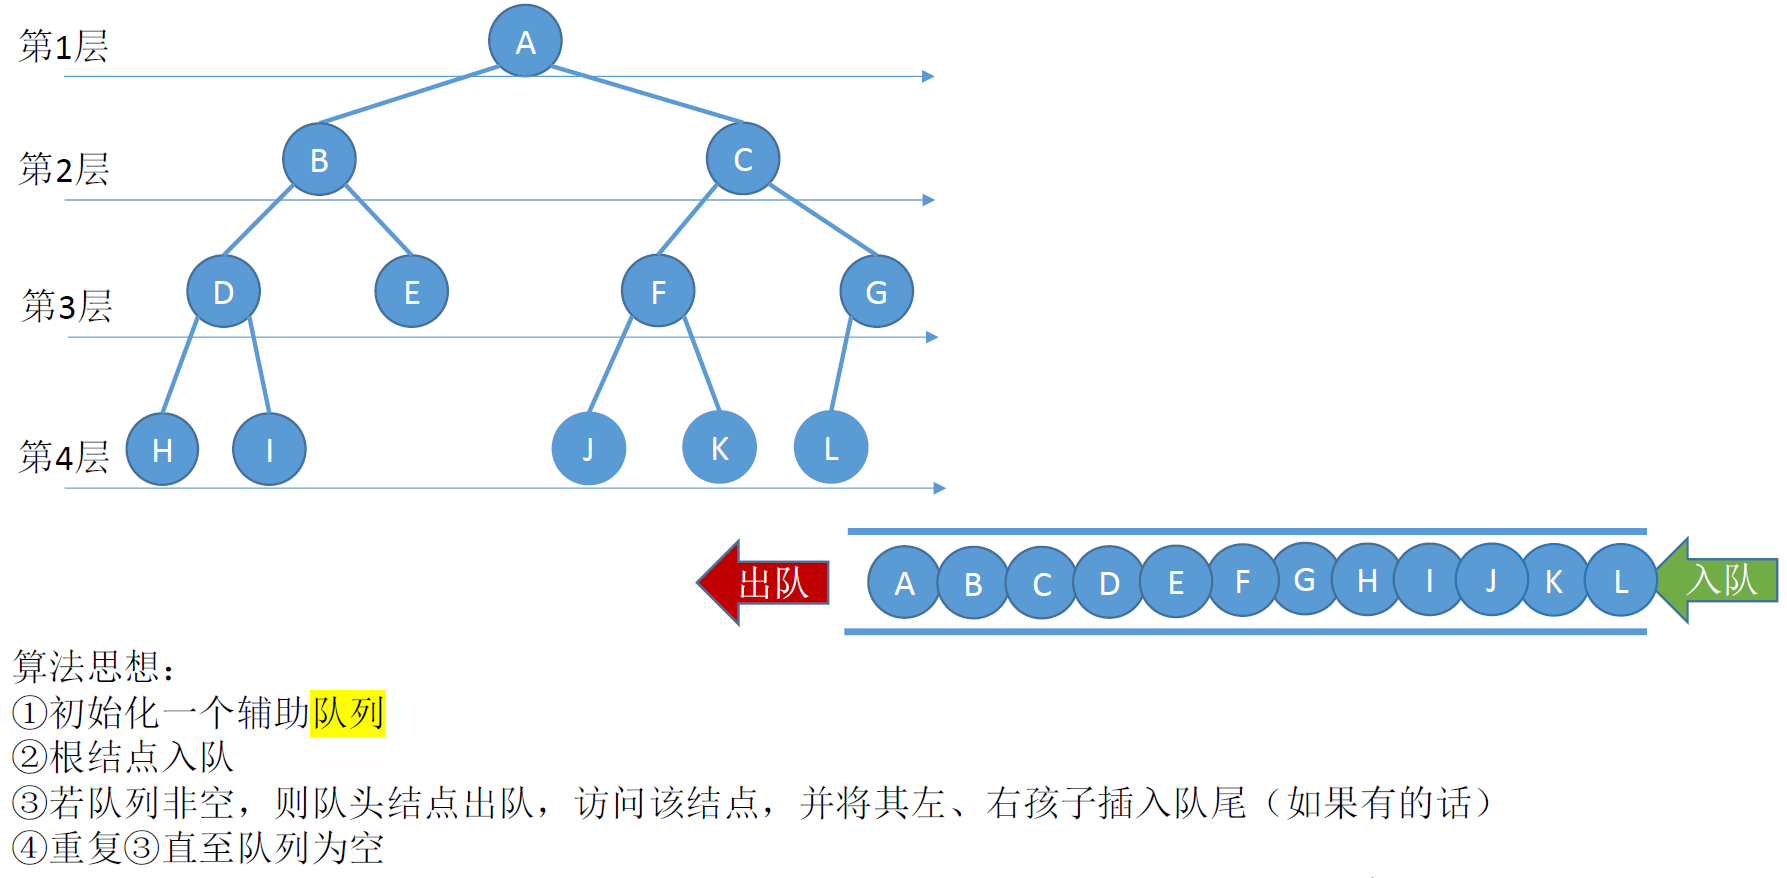 第1层
A
第2层
B
C
第3层
D
E
F
G
第4层
H
I
J
K
L
出队
A
B
C
D
E
F
G
H
I
J
K
L
入队
算法思想：
①初始化一个辅助队列
②根结点入队
③若队列非空，则队头结点出队，访问该结点，并将其左、右孩子插入队尾（如果有的话）
④重复③直至队列为空